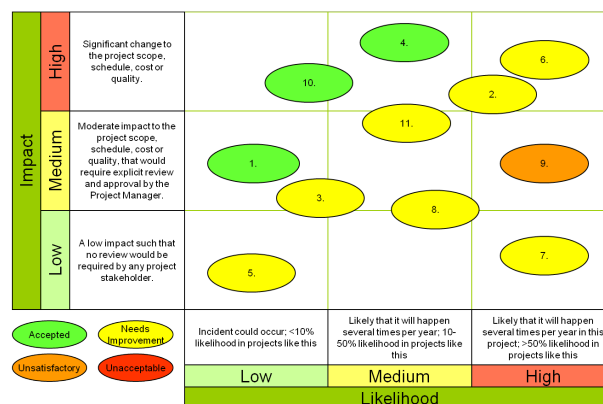 Impact
High
Significant change to
the project scope,
schedule, cost or
quality.
4.
6.
10.
2.
Medium
Moderate impact to the
project scope,
schedule, cost or
quality, that would
require explicit review
and approval by the
Project Manager.
11.
1.
9.
3.
8.
Low
A low impact such that
no review would be
required by any project
stakeholder.
5.
7.
Accepted
Needs
Improvement
Unsatisfactory
Unacceptable
Incident could occur; <10%
likelihood in projects like this
Likely that it will happen
several times per year; 10-
50% likelihood in projects like
this
Likely that it will happen
several times per year in this
project; >50% likelihood in
projects like this
Low
Medium
High
Likelihood